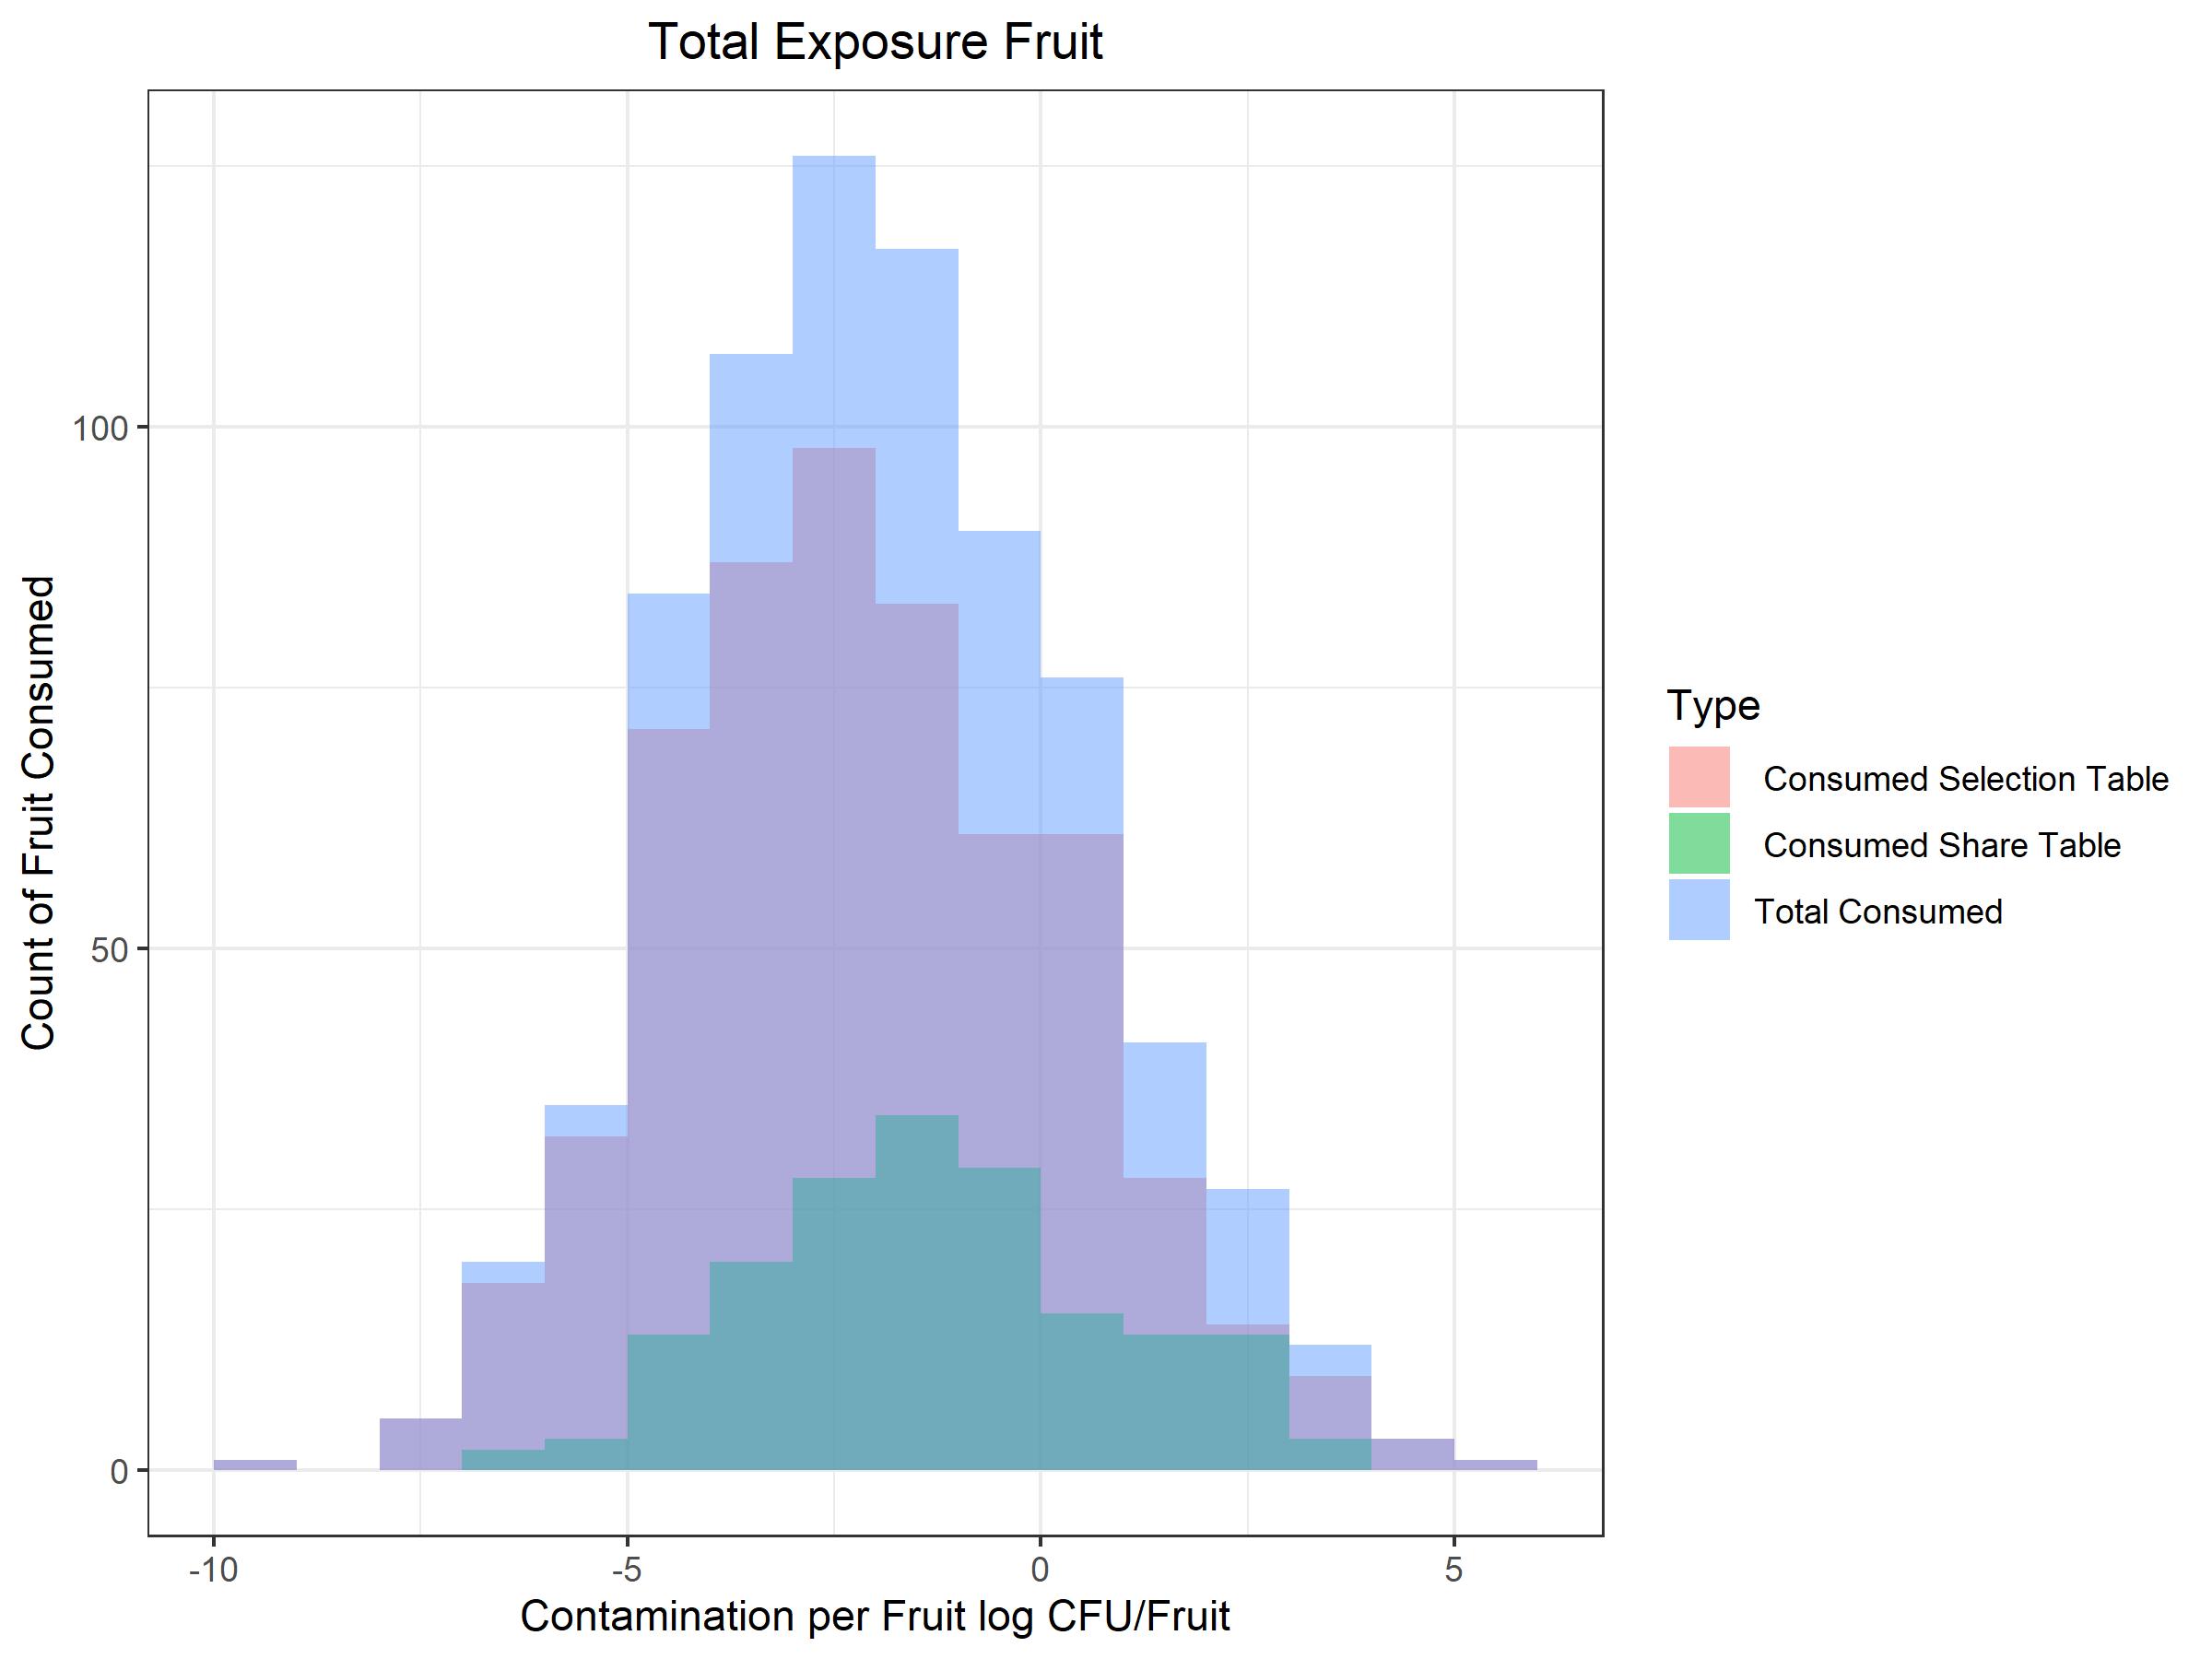 Total Exposure Fruit
Count of Fruit Consumed
100
50
0
-10
-5
0
5
Contamination per Fruit log CFU/Fruit
Type
Consumed Selection Table
Consumed Share Table
Total Consumed